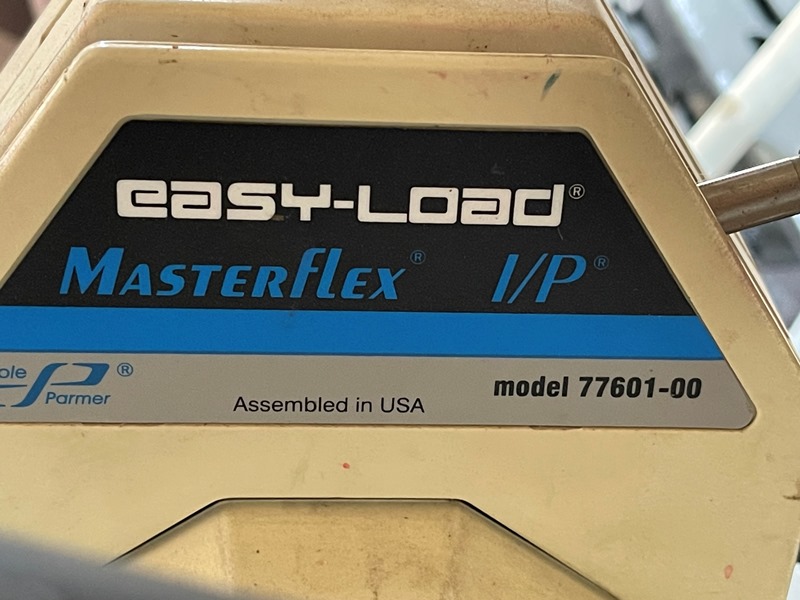 easy-Load®
MasterFlex® I/P®
Parmer ®
Assembled in USA
model 77601-00